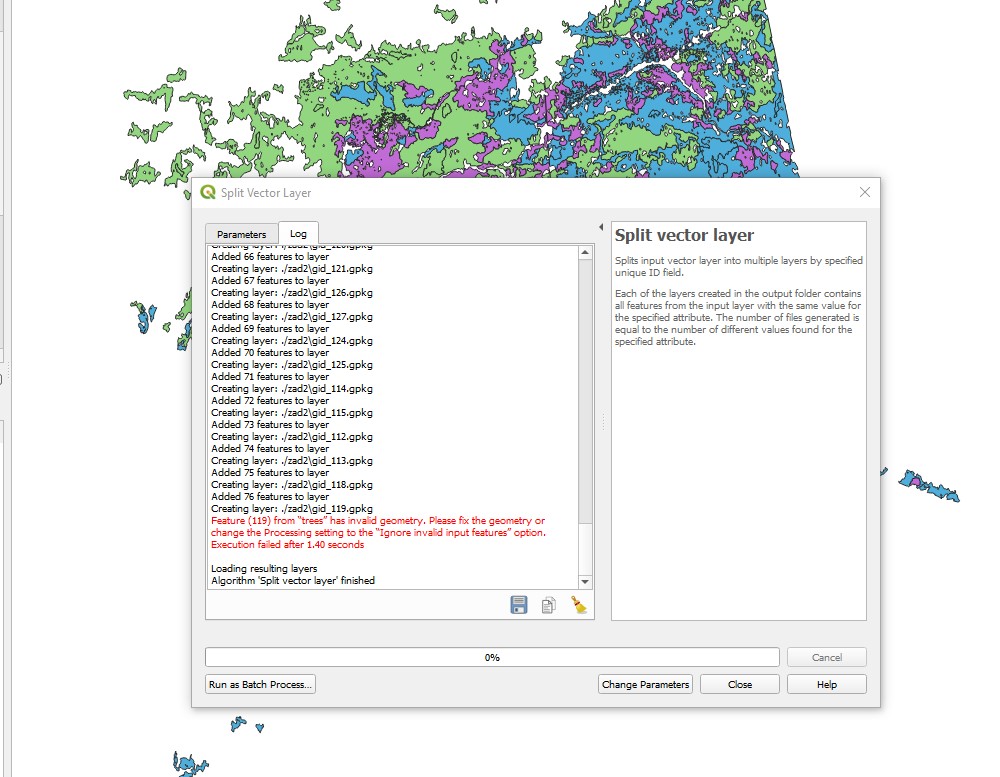 Split Vector Layer
Parameters
Log
Creating layer: ./zad2\gid_120.gpkg
Added 66 features to layer
Creating layer: ./zad2\gid_121.gpkg
Added 67 features to layer
Creating layer: ./zad2\gid_126.gpkg
Added 68 features to layer
Creating layer: ./zad2\gid_127.gpkg
Added 69 features to layer
Creating layer: ./zad2\gid_124.gpkg
Added 70 features to layer
Creating layer: ./zad2\gid_125.gpkg
Added 71 features to layer
Creating layer: ./zad2\gid_114.gpkg
Added 72 features to layer
Creating layer: ./zad2\gid_115.gpkg
Added 73 features to layer
Creating layer: ./zad2\gid_112.gpkg
Added 74 features to layer
Creating layer: ./zad2\gid_113.gpkg
Added 75 features to layer
Creating layer: ./zad2\gid_118.gpkg
Added 76 features to layer
Creating layer: ./zad2\gid_119.gpkg
Feature (119) from “trees” has invalid geometry. Please fix the geometry or
change the Processing setting to the “Ignore invalid input features” option.
Execution failed after 1.40 seconds
Loading resulting layers
Algorithm 'Split vector layer' finished
Split vector layer
Splits input vector layer into multiple layers by specified
unique ID field.
Each of the layers created in the output folder contains
all features from the input layer with the same value for
the specified attribute. The number of files generated is
equal to the number of different values found for the
specified attribute.
0%
Cancel
Run as Batch Process...
Change Parameters
Close
Help